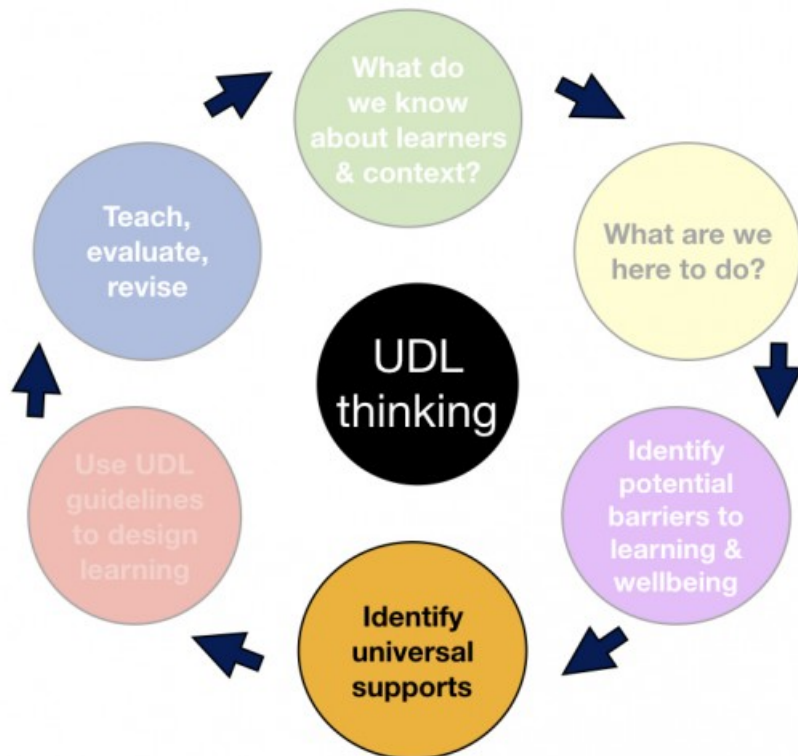 What do
we know
about learners
& context?
What are we
here to do?
Identify
potential
barriers to
learning &
wellbeing
Identify
universal
supports
Use UDL
guidelines
to design
learning
Teach,
evaluate,
revise
UDL
thinking